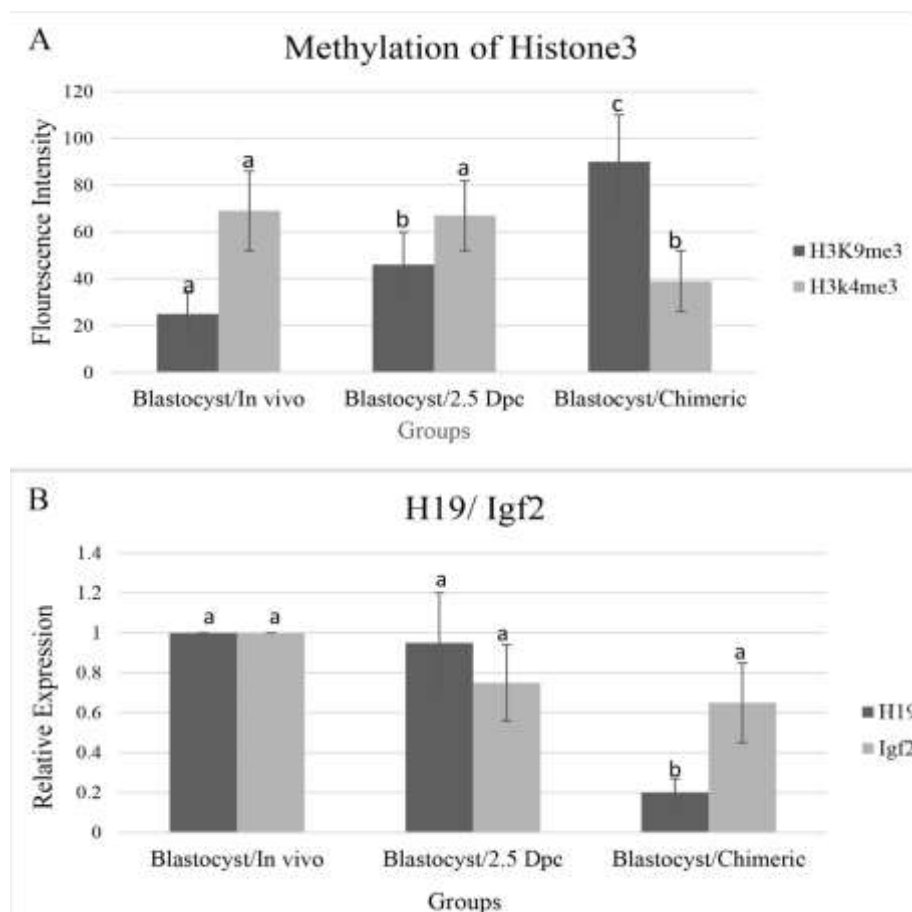 A
Methylation of Histone3
120
100
80
60
40
20
0
Flourescence Intensity
a
a
b
a
c
b
H3K9me3
H3k4me3
Blastocyst/In vivo
Blastocyst/2.5 Dpc
Blastocyst/Chimeric
Groups
B
H19/ Igf2
1.4
1.2
1
0.8
0.6
0.4
0.2
0
Relative Expression
a
a
a
a
b
a
H19
Igf2
Blastocyst/In vivo
Blastocyst/2.5 Dpc
Blastocyst/Chimeric
Groups